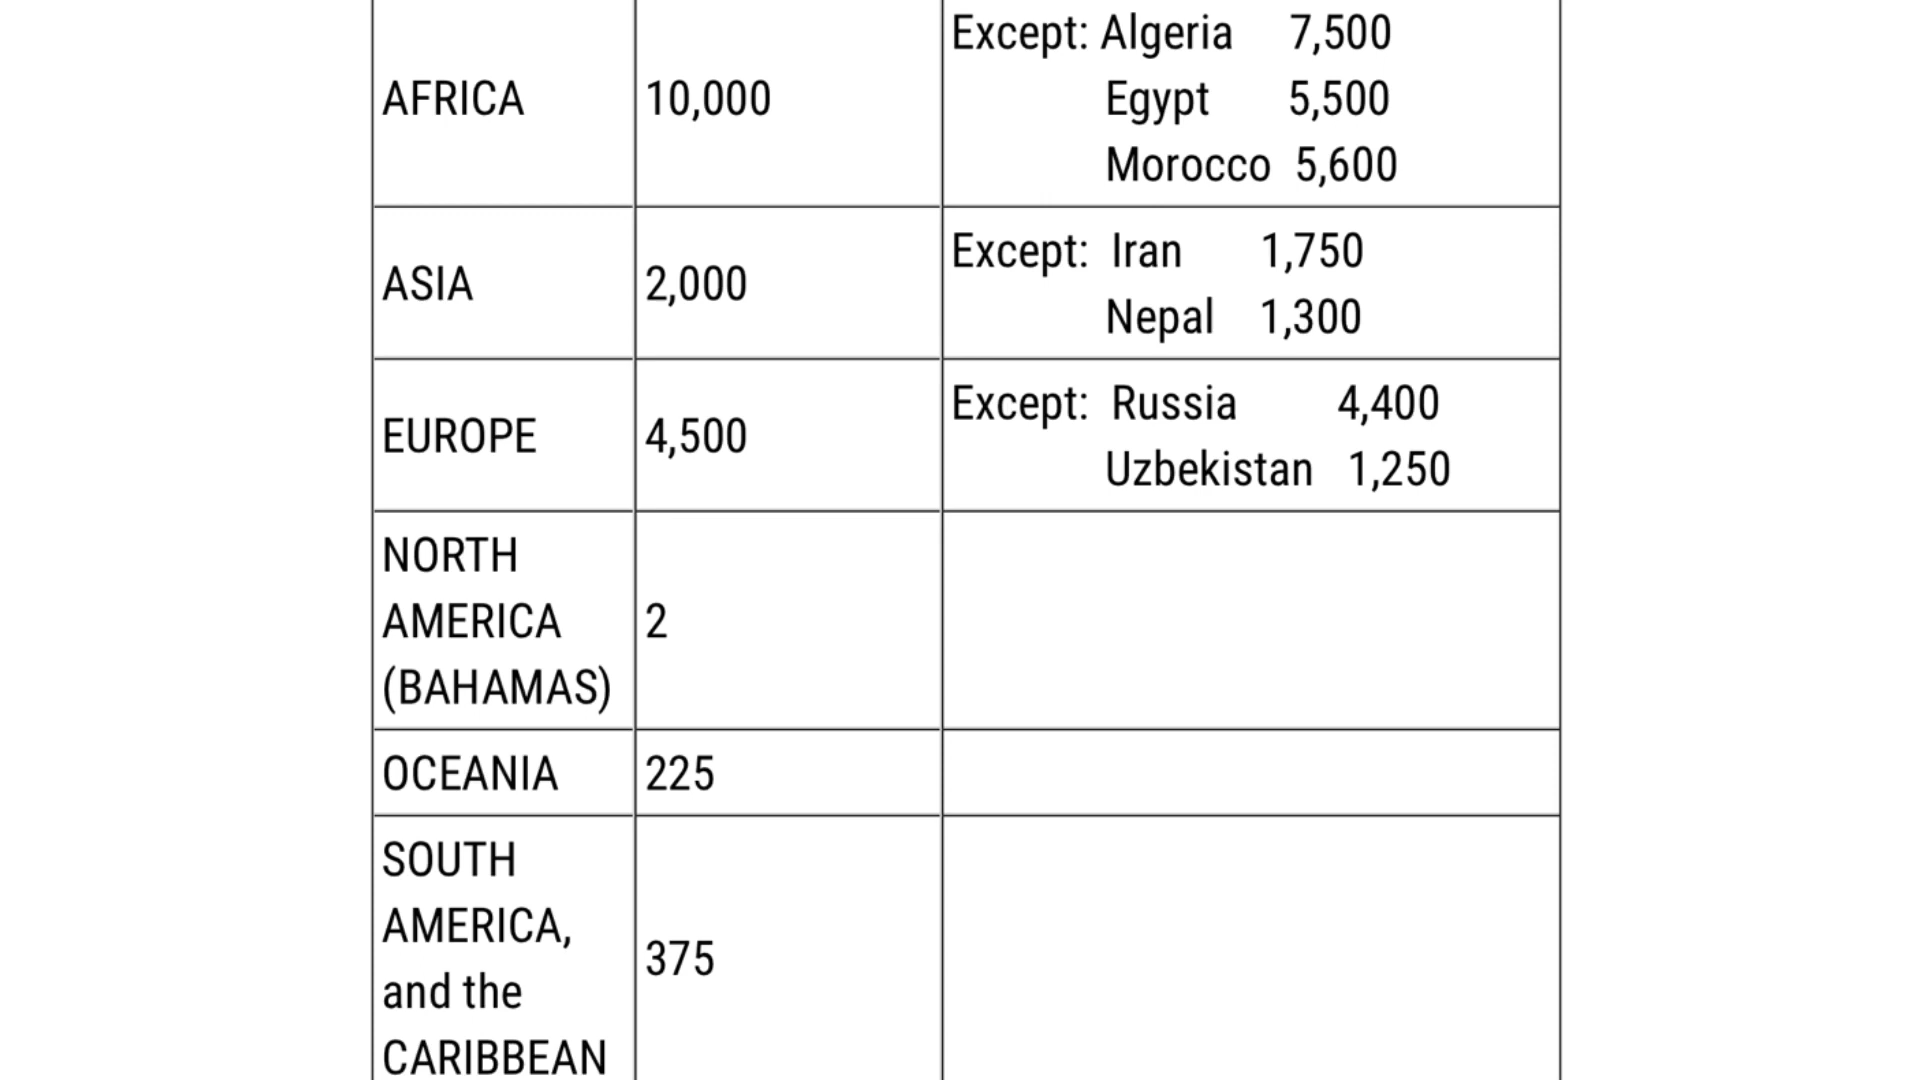 AFRICA 10,000 Except: Algeria 7,500
Egypt 5,500
Morocco 5,600
ASIA 2,000 Except: Iran 1,750
Nepal 1,300
EUROPE 4,500 Except: Russia 4,400
Uzbekistan 1,250
NORTH
AMERICA 2
(BAHAMAS)
OCEANIA 225
SOUTH
AMERICA,
375
and the
CARIBBEAN